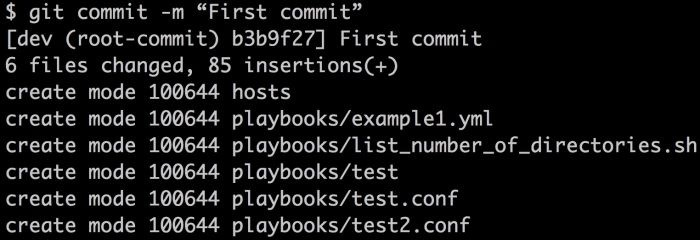 $ git commit -m “First commit”
[dev (root-commit) b3b9f27] First commit
6 files changed, 85 insertions(+)
create mode 100644 hosts
create mode 100644 playbooks/example1.yml
create mode 100644 playbooks/list_number_of_directories.sh
create mode 100644 playbooks/test
create mode 100644 playbooks/test.conf
create mode 100644 playbooks/test2.conf